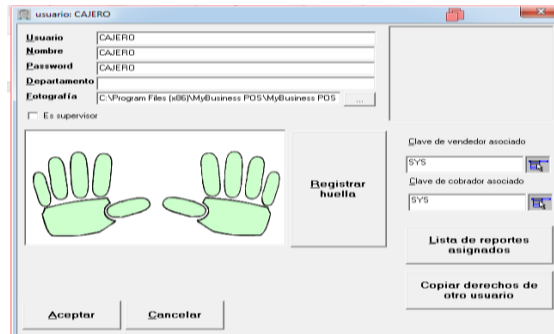 usuario: CAJERO
Usuario CAJERO
Nombre CAJERO
Password CAJERO
Departamento
Fotografía C:\Program Files (x86)\MyBusiness POS\MyBusiness POS ...
Es supervisor
Clave de vendedor asociado
SYS
Clave de cobrador asociado
SYS
Registrar
huella
Lista de reportes
asignados
Copiar derechos de
otro usuario
Aceptar Cancelar